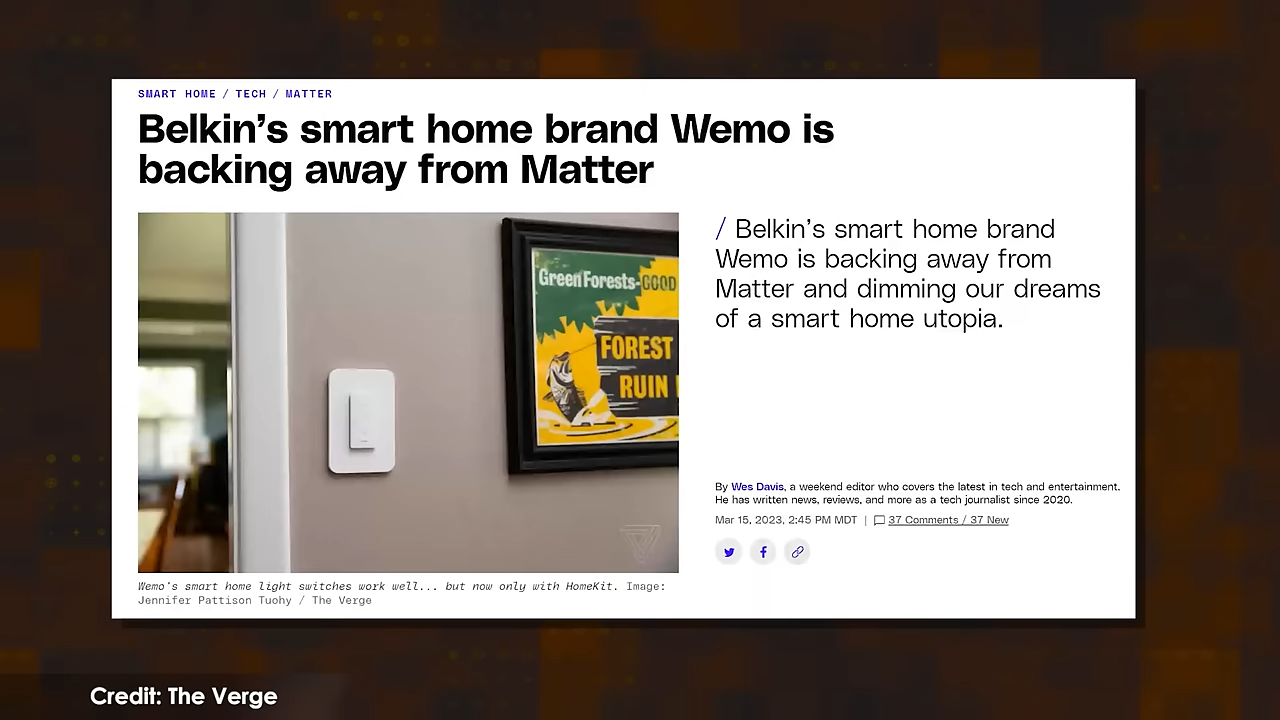 SMART HOME / TECH / MATTER
Belkin's smart home brand Wemo is
backing away from Matter
GreenForests-GOOD
FOREST
RUIN
/ Belkin's smart home brand
Wemo is backing away from
Matter and dimming our dreams
of a smart home utopia.
By Wes Davis, a weekend editor who covers the latest in tech and entertainment.
He has written news, reviews, and more as a tech journalist since 2020.
Mar 15, 2023, 2:45 PM MDT | 37 Comments / 37 New
Wemo's smart home light switches work well... but now only with HomeKit. Image:
Jennifer Pattison Tuohy / The Verge
Credit: The Verge